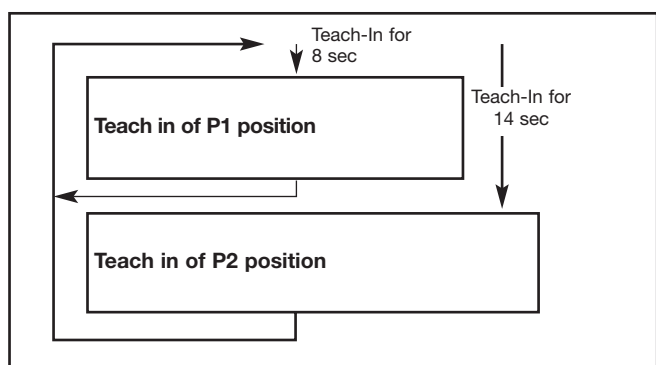 Teach-In for
8 sec
Teach in of P1 position
Teach-In for
14 sec
Teach in of P2 position